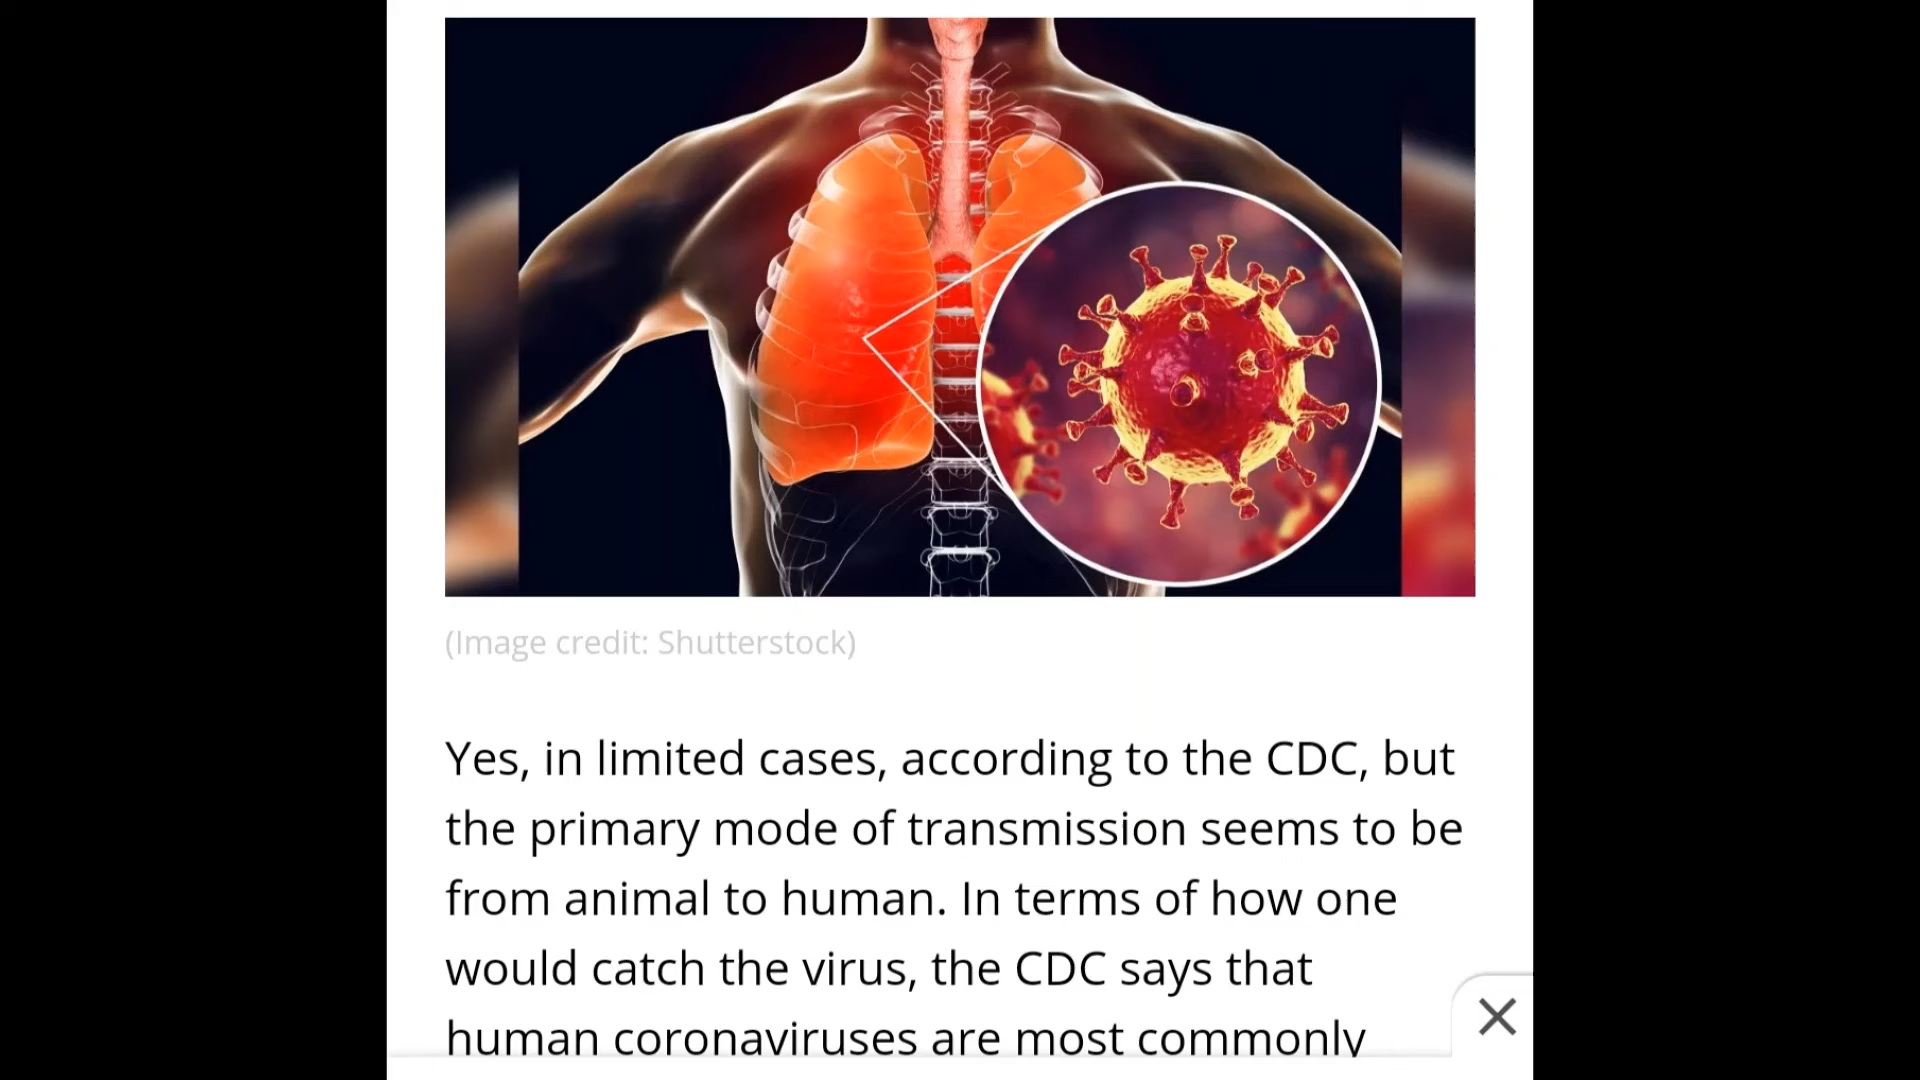 (Image credit: Shutterstock)
Yes, in limited cases, according to the CDC, but
the primary mode of transmission seems to be
from animal to human. In terms of how one
would catch the virus, the CDC says that
human coronaviruses are most commonly